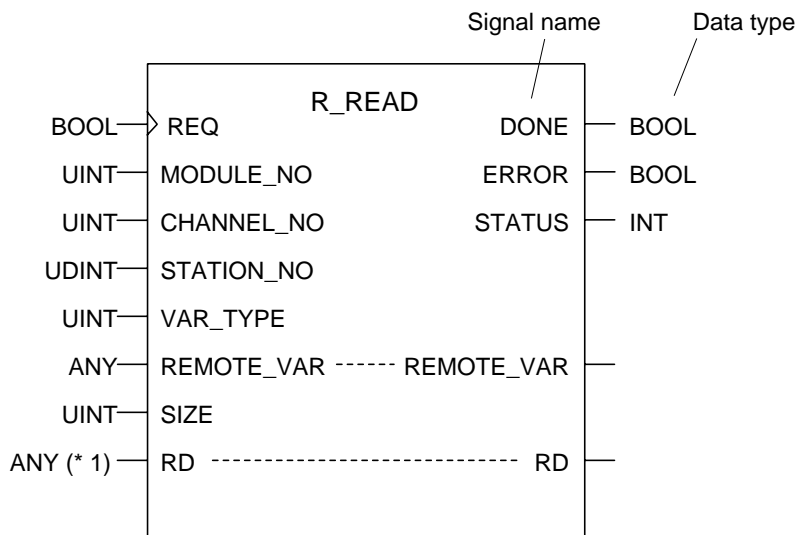 Signal name Data type
R_READ
BOOL REQ DONE BOOL
UINT MODULE_NO ERROR BOOL
UINT CHANNEL_NO STATUS INT
UDINT STATION_NO
UINT VAR_TYPE
ANY REMOTE_VAR REMOTE_VAR
UINT SIZE
ANY (* 1) RD RD